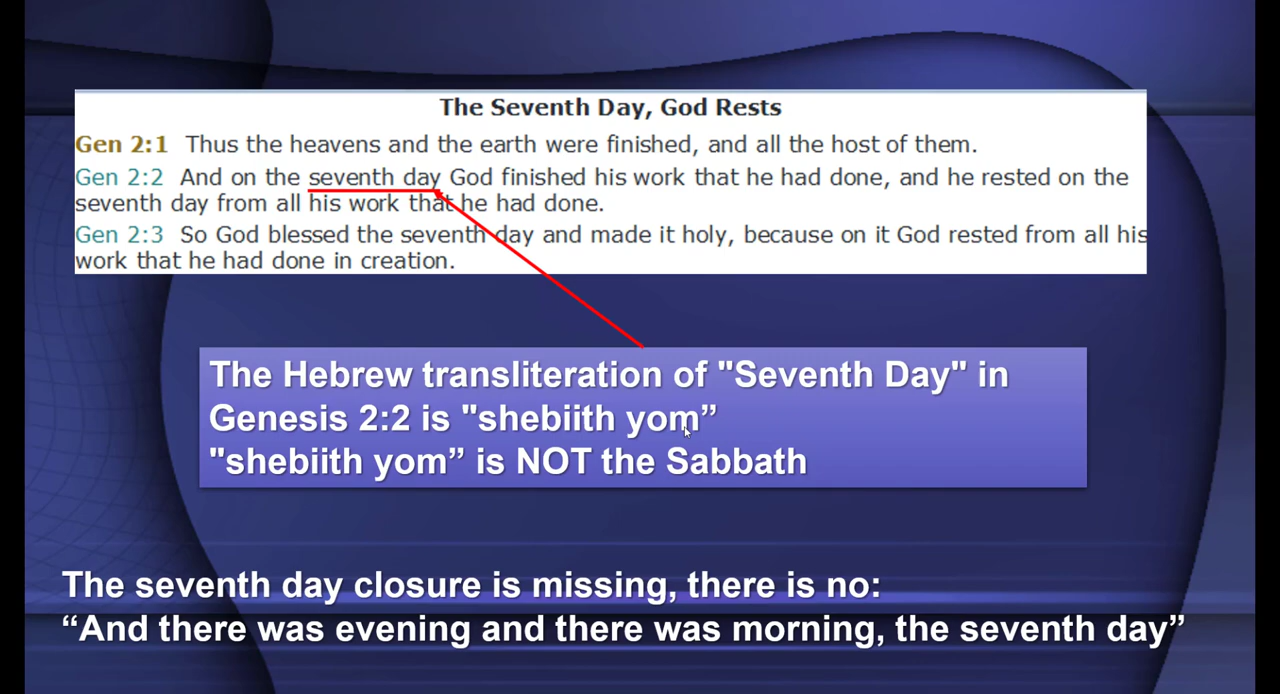 The Seventh Day, God Rests
Gen 2:1 Thus the heavens and the earth were finished, and all the host of them.
Gen 2:2 And on the seventh day God finished his work that he had done, and he rested on the
seventh day from all his work that he had done.
Gen 2:3 So God blessed the seventh day and made it holy, because on it God rested from all his
work that he had done in creation.
The Hebrew transliteration of "Seventh Day" in
Genesis 2:2 is "shebiith yom”
"shebiith yom” is NOT the Sabbath
The seventh day closure is missing, there is no:
“And there was evening and there was morning, the seventh day”